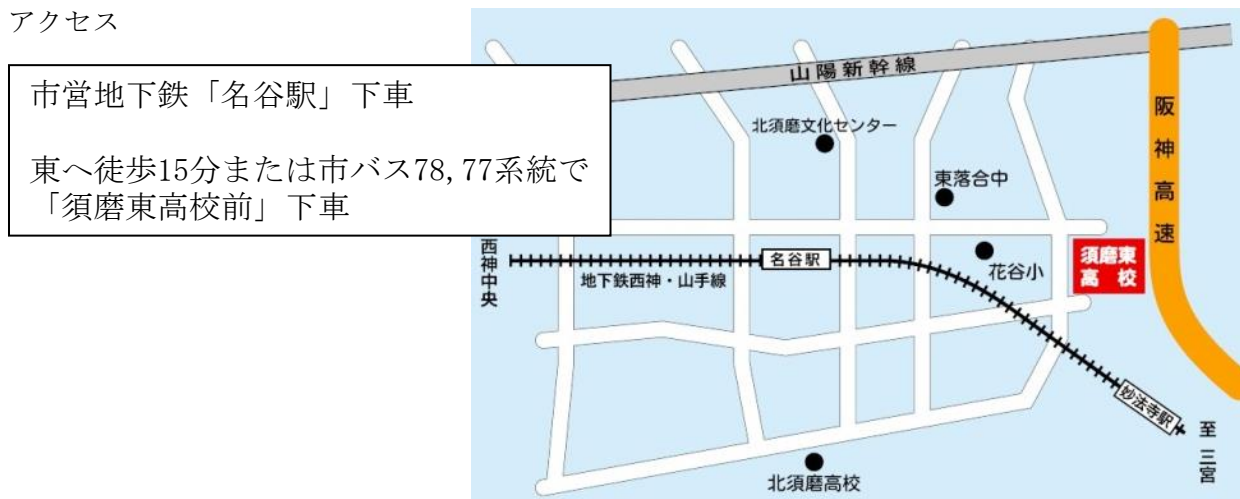 アクセス
市営地下鉄「名谷駅」下車
東へ徒歩15分または市バス78,77系統で
「須磨東高校前」下車
山陽新幹線
阪神高速
北須磨文化センター
東落合中
西神中央
名谷駅
花谷小
須磨東
高校
地下鉄西神・山手線
妙法寺駅
至三宮
北須磨高校